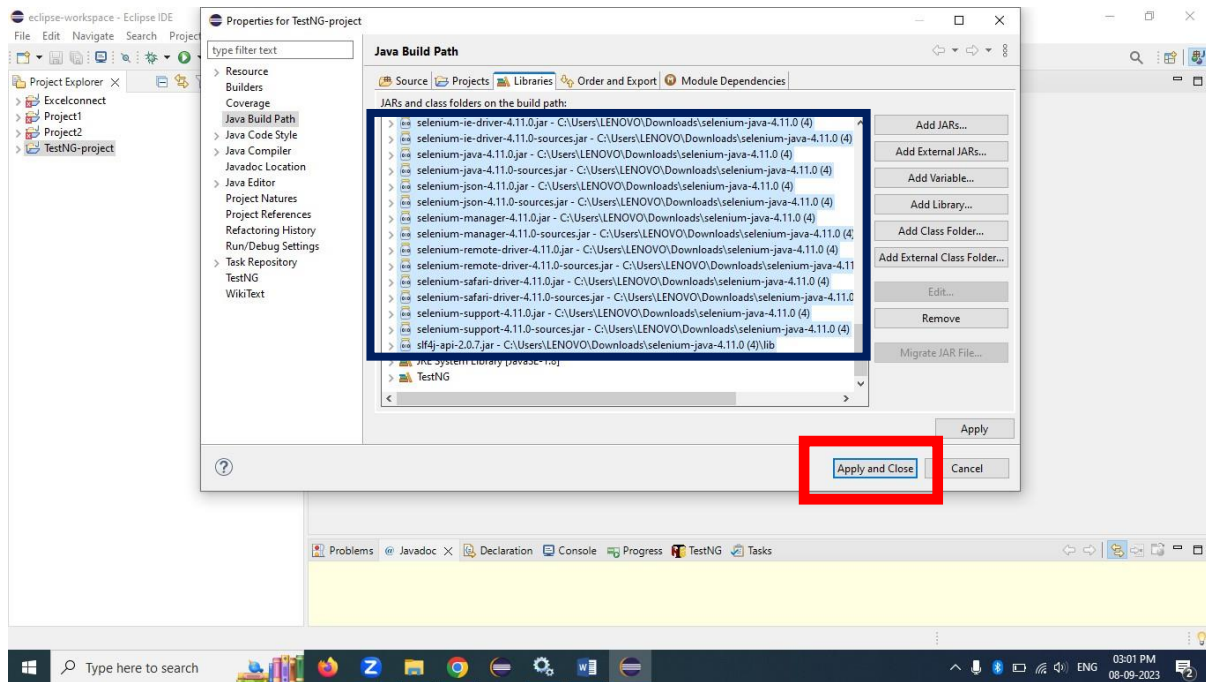 eclipse-workspace - Eclipse IDE
File Edit Navigate Search Project
Project Explorer
Excelconnect
Project1
Project2
TestNG-project
Properties for TestNG-project
type filter text
Resource
Builders
Coverage
Java Build Path
Java Code Style
Java Compiler
Javadoc Location
Java Editor
Project Natures
Project References
Refactoring History
Run/Debug Settings
Task Repository
TestNG
WikiText
Java Build Path
Source Projects Libraries Order and Export Module Dependencies
JARs and class folders on the build path:
selenium-ie-driver-4.11.0.jar - C:\Users\LENOVO\Downloads\selenium-java-4.11.0 (4)
selenium-ie-driver-4.11.0-sources.jar - C:\Users\LENOVO\Downloads\selenium-java-4.11.0 (4)
selenium-java-4.11.0.jar - C:\Users\LENOVO\Downloads\selenium-java-4.11.0 (4)
selenium-java-4.11.0-sources.jar - C:\Users\LENOVO\Downloads\selenium-java-4.11.0 (4)
selenium-json-4.11.0.jar - C:\Users\LENOVO\Downloads\selenium-java-4.11.0 (4)
selenium-json-4.11.0-sources.jar - C:\Users\LENOVO\Downloads\selenium-java-4.11.0 (4)
selenium-manager-4.11.0.jar - C:\Users\LENOVO\Downloads\selenium-java-4.11.0 (4)
selenium-manager-4.11.0-sources.jar - C:\Users\LENOVO\Downloads\selenium-java-4.11.0 (4)
selenium-remote-driver-4.11.0.jar - C:\Users\LENOVO\Downloads\selenium-java-4.11.0 (4)
selenium-remote-driver-4.11.0-sources.jar - C:\Users\LENOVO\Downloads\selenium-java-4.11
selenium-safari-driver-4.11.0.jar - C:\Users\LENOVO\Downloads\selenium-java-4.11.0 (4)
selenium-safari-driver-4.11.0-sources.jar - C:\Users\LENOVO\Downloads\selenium-java-4.11.0
selenium-support-4.11.0.jar - C:\Users\LENOVO\Downloads\selenium-java-4.11.0 (4)
selenium-support-4.11.0-sources.jar - C:\Users\LENOVO\Downloads\selenium-java-4.11.0 (4)
slf4j-api-2.0.7.jar - C:\Users\LENOVO\Downloads\selenium-java-4.11.0 (4)\lib
JRE System Library [JavaSE-1.8]
TestNG
Add JARs...
Add External JARs...
Add Variable...
Add Library...
Add Class Folder...
Add External Class Folder...
Edit...
Remove
Migrate JAR File...
Apply
Apply and Close Cancel
Problems Javadoc Declaration Console Progress TestNG Tasks
Type here to search
ENG
03:01 PM
08-09-2023
2